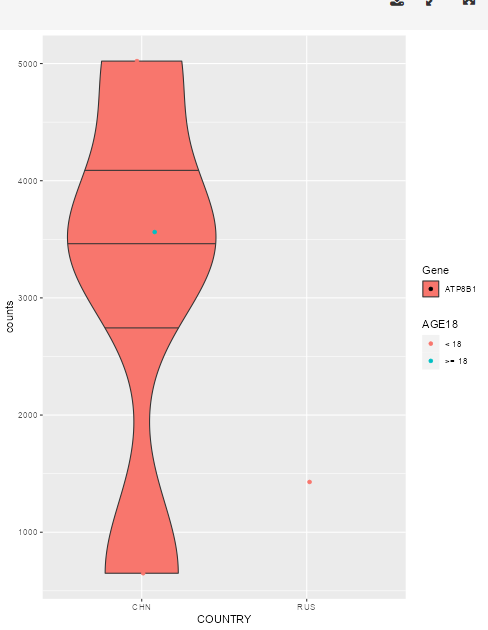 5000
4000
3000
2000
1000
counts
CHN
RUS
COUNTRY
Gene
ATP8B1
AGE18
< 18
>= 18